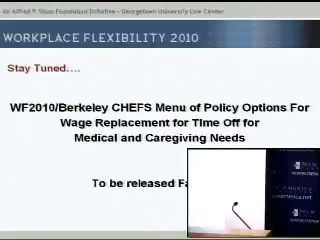 An Alfred P. Sloan Foundation Initiative - Georgetown University Law Center
WORKPLACE FLEXIBILITY 2010
Stay Tuned....
WF2010/Berkeley CHEFS Menu of Policy Options For
Wage Replacement for Time Off for
Medical and Caregiving Needs
To be released Fa